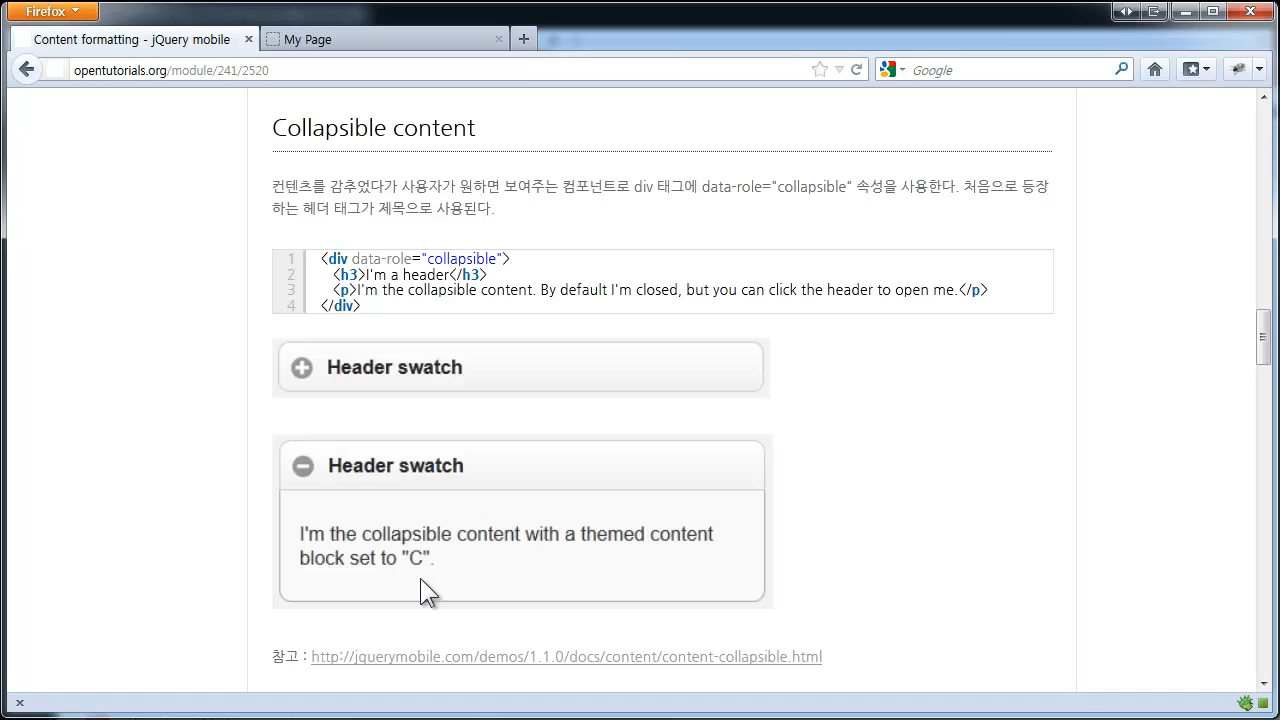 Firefox
Content formatting - jQuery mobile
My Page
opentutorials.org/module/241/2520
Google
Collapsible content
컨텐츠를 감추었다가 사용자가 원하면 보여주는 컴포넌트로 div 태그에 data-role="collapsible" 속성을 사용한다. 처음으로 등장
하는 헤더 태그가 제목으로 사용된다.
1 <div data-role="collapsible">
2 <h3>I'm a header</h3>
3 <p>I'm the collapsible content. By default I'm closed, but you can click the header to open me.</p>
4 </div>
Header swatch
Header swatch
I'm the collapsible content with a themed content
block set to "C".
참고 : http://jquerymobile.com/demos/1.1.0/docs/content/content-collapsible.html